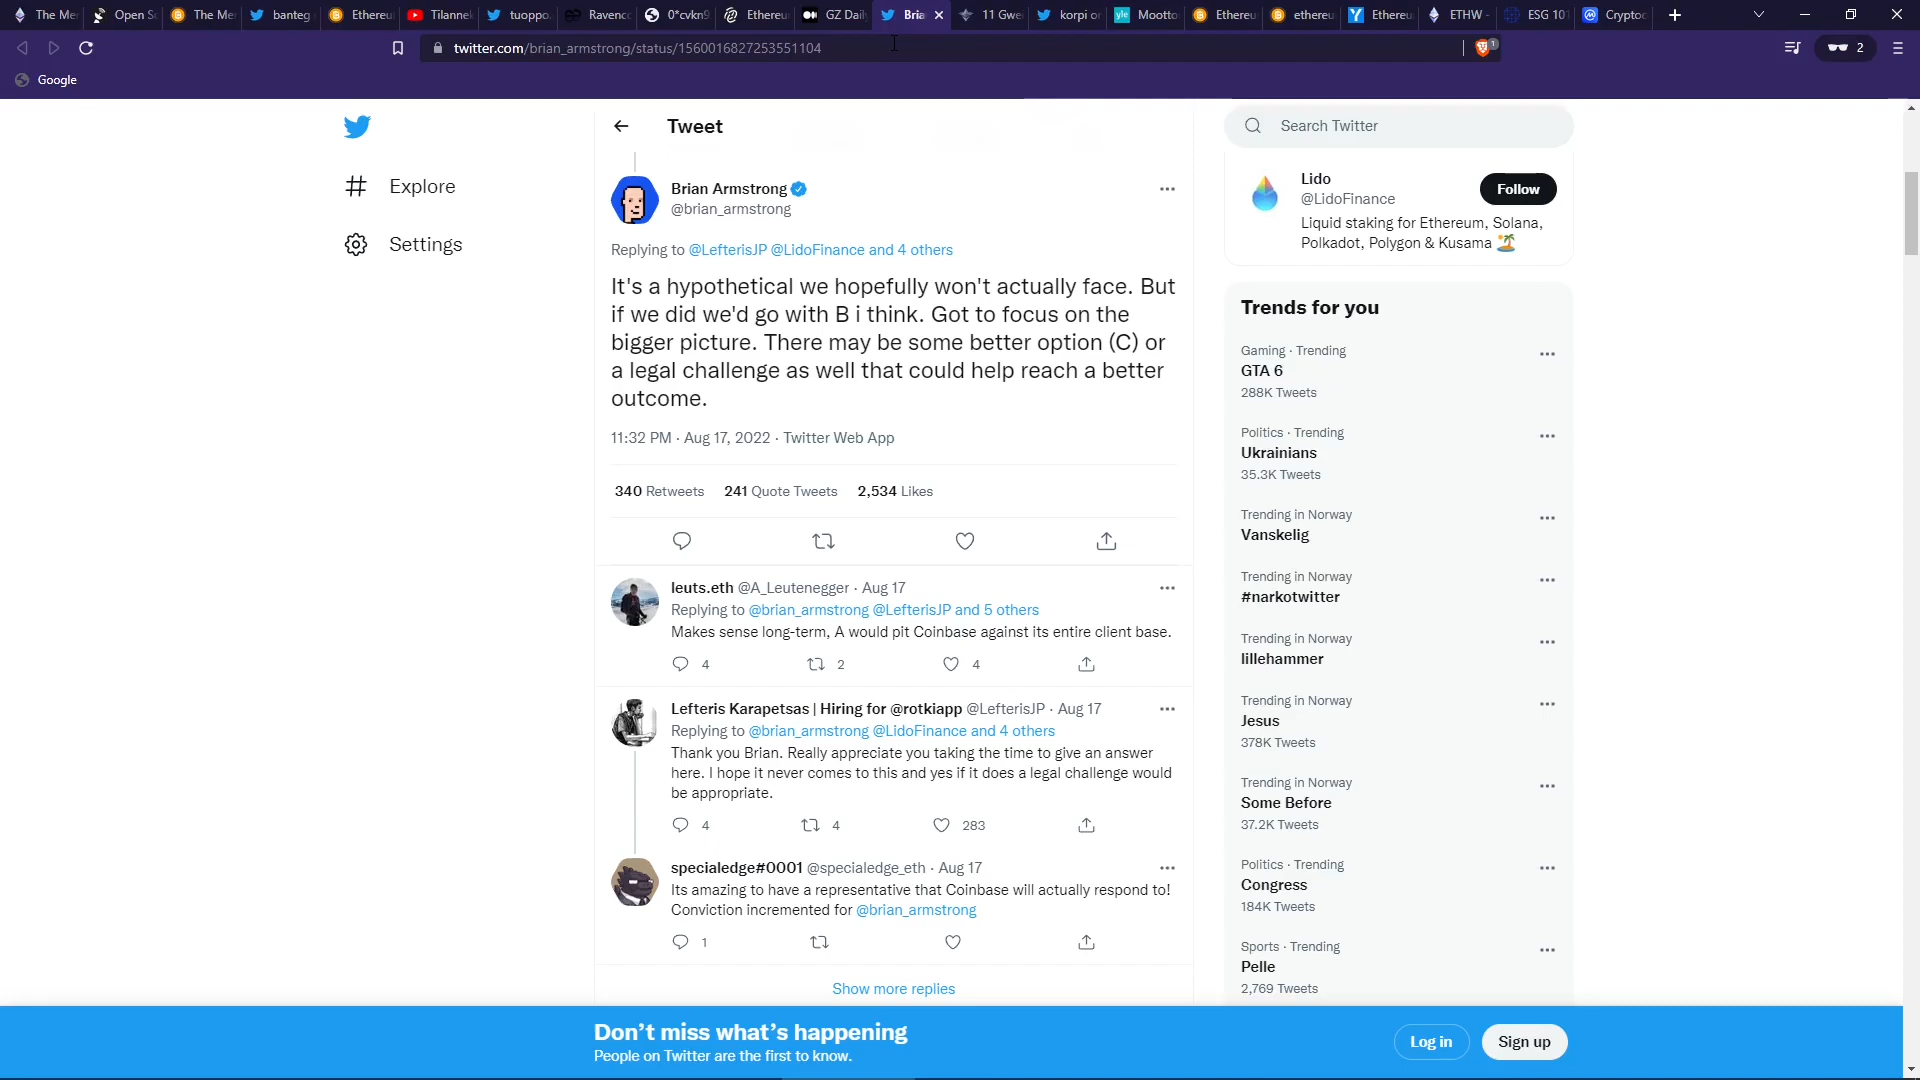 The Me
Open S
The Me
banteg
Ethereu
Tilannek
tuoppo
Ravencc
0*cvkn9
Ethereu
GZ Daily
Bria
11 Gwe
korpi or
Mootto
Ethereu
ethereu
Ethereu
ETHW -
ESG 101
Cryptoc
twitter.com/brian_armstrong/status/1560016827253551104
1
2
Google
Explore
Settings
Tweet
Brian Armstrong
@brian_armstrong
Replying to @LefterisJP @LidoFinance and 4 others
It's a hypothetical we hopefully won't actually face. But
if we did we'd go with B i think. Got to focus on the
bigger picture. There may be some better option (C) or
a legal challenge as well that could help reach a better
outcome.
11:32 PM · Aug 17, 2022 · Twitter Web App
340 Retweets 241 Quote Tweets 2,534 Likes
leuts.eth @A_Leutenegger · Aug 17
Replying to @brian_armstrong @LefterisJP and 5 others
Makes sense long-term, A would pit Coinbase against its entire client base.
4 2 4
Lefteris Karapetsas | Hiring for @rotkiapp @LefterisJP · Aug 17
Replying to @brian_armstrong @LidoFinance and 4 others
Thank you Brian. Really appreciate you taking the time to give an answer
here. I hope it never comes to this and yes if it does a legal challenge would
be appropriate.
4 4 283
specialedge#0001 @specialedge_eth · Aug 17
Its amazing to have a representative that Coinbase will actually respond to!
Conviction incremented for @brian_armstrong
1
Show more replies
Search Twitter
Lido
@LidoFinance
Follow
Liquid staking for Ethereum, Solana,
Polkadot, Polygon & Kusama
Trends for you
Gaming · Trending
GTA 6
288K Tweets
Politics · Trending
Ukrainians
35.3K Tweets
Trending in Norway
Vanskelig
Trending in Norway
#narkotwitter
Trending in Norway
lillehammer
Trending in Norway
Jesus
378K Tweets
Trending in Norway
Some Before
37.2K Tweets
Politics · Trending
Congress
184K Tweets
Sports · Trending
Pelle
2,769 Tweets
Don't miss what's happening
People on Twitter are the first to know.
Log in
Sign up